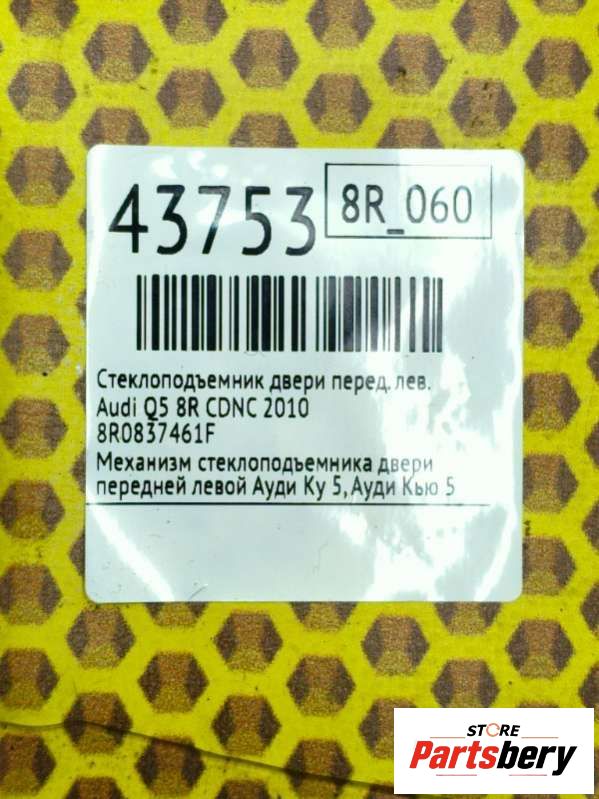 43753
8R_060
Стеклоподъемник двери перед. лев.
Audi Q5 8R CDNC 2010
8R0837461F
Механизм стеклоподъемника двери
передней левой Ауди Ку 5, Ауди Кью 5
STORE
Partsbery